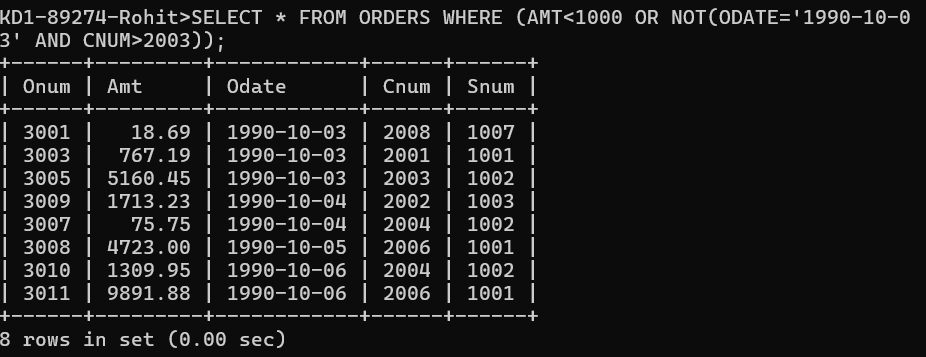 KD1-89274-Rohit>SELECT * FROM ORDERS WHERE (AMT<1000 OR NOT(ODATE='1990-10-0
3' AND CNUM>2003));
+------+---------+------------+------+------+
| Onum | Amt     | Odate      | Cnum | Snum |
+------+---------+------------+------+------+
| 3001 |   18.69 | 1990-10-03 | 2008 | 1007 |
| 3003 |  767.19 | 1990-10-03 | 2001 | 1001 |
| 3005 | 5160.45 | 1990-10-03 | 2003 | 1002 |
| 3009 | 1713.23 | 1990-10-04 | 2002 | 1003 |
| 3007 |   75.75 | 1990-10-04 | 2004 | 1002 |
| 3008 | 4723.00 | 1990-10-05 | 2006 | 1001 |
| 3010 | 1309.95 | 1990-10-06 | 2004 | 1002 |
| 3011 | 9891.88 | 1990-10-06 | 2006 | 1001 |
+------+---------+------------+------+------+
8 rows in set (0.00 sec)